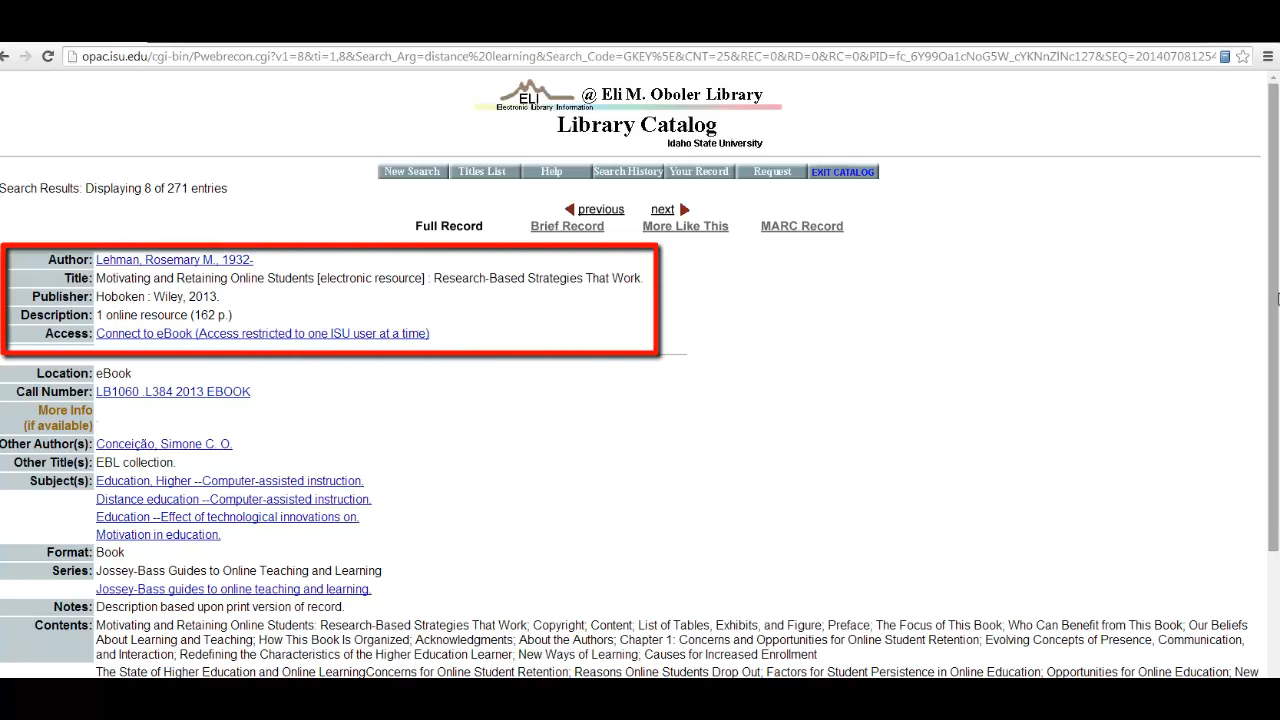 opac.isu.edu/cgi-bin/Pwebrecon.cgi?v1=8&ti=1,8&Search_Arg=distance%20learning&Search_Code=GKEY%5E&CNT=25&REC=0&RD=0&RC=0&PID=fc_6Y99Oa1cNoG5W_cYKNnZlNc127&SEQ=201407081254
ELI @ Eli M. Oboler Library
Electronic Library Information
Library Catalog
Idaho State University
New Search Titles List Help Search History Your Record Request EXIT CATALOG
Search Results: Displaying 8 of 271 entries
previous next
Full Record Brief Record More Like This MARC Record
Author: Lehman, Rosemary M., 1932-
Title: Motivating and Retaining Online Students [electronic resource] : Research-Based Strategies That Work.
Publisher: Hoboken : Wiley, 2013.
Description: 1 online resource (162 p.)
Access: Connect to eBook (Access restricted to one ISU user at a time)
Location: eBook
Call Number: LB1060 .L384 2013 EBOOK
More Info
(if available)
Other Author(s): Conceição, Simone C. O.
Other Title(s): EBL collection.
Subject(s): Education, Higher --Computer-assisted instruction.
Distance education --Computer-assisted instruction.
Education --Effect of technological innovations on.
Motivation in education.
Format: Book
Series: Jossey-Bass Guides to Online Teaching and Learning
Jossey-Bass guides to online teaching and learning.
Notes: Description based upon print version of record.
Contents: Motivating and Retaining Online Students: Research-Based Strategies That Work; Copyright; Content; List of Tables, Exhibits, and Figure; Preface; The Focus of This Book; Who Can Benefit from This Book; Our Beliefs
About Learning and Teaching; How This Book Is Organized; Acknowledgments; About the Authors; Chapter 1: Concerns and Opportunities for Online Student Retention; Evolving Concepts of Presence, Communication,
and Interaction; Redefining the Characteristics of the Higher Education Learner; New Ways of Learning; Causes for Increased Enrollment
The State of Higher Education and Online LearningConcerns for Online Student Retention; Reasons Online Students Drop Out; Factors for Student Persistence in Online Education; Opportunities for Online Education; New